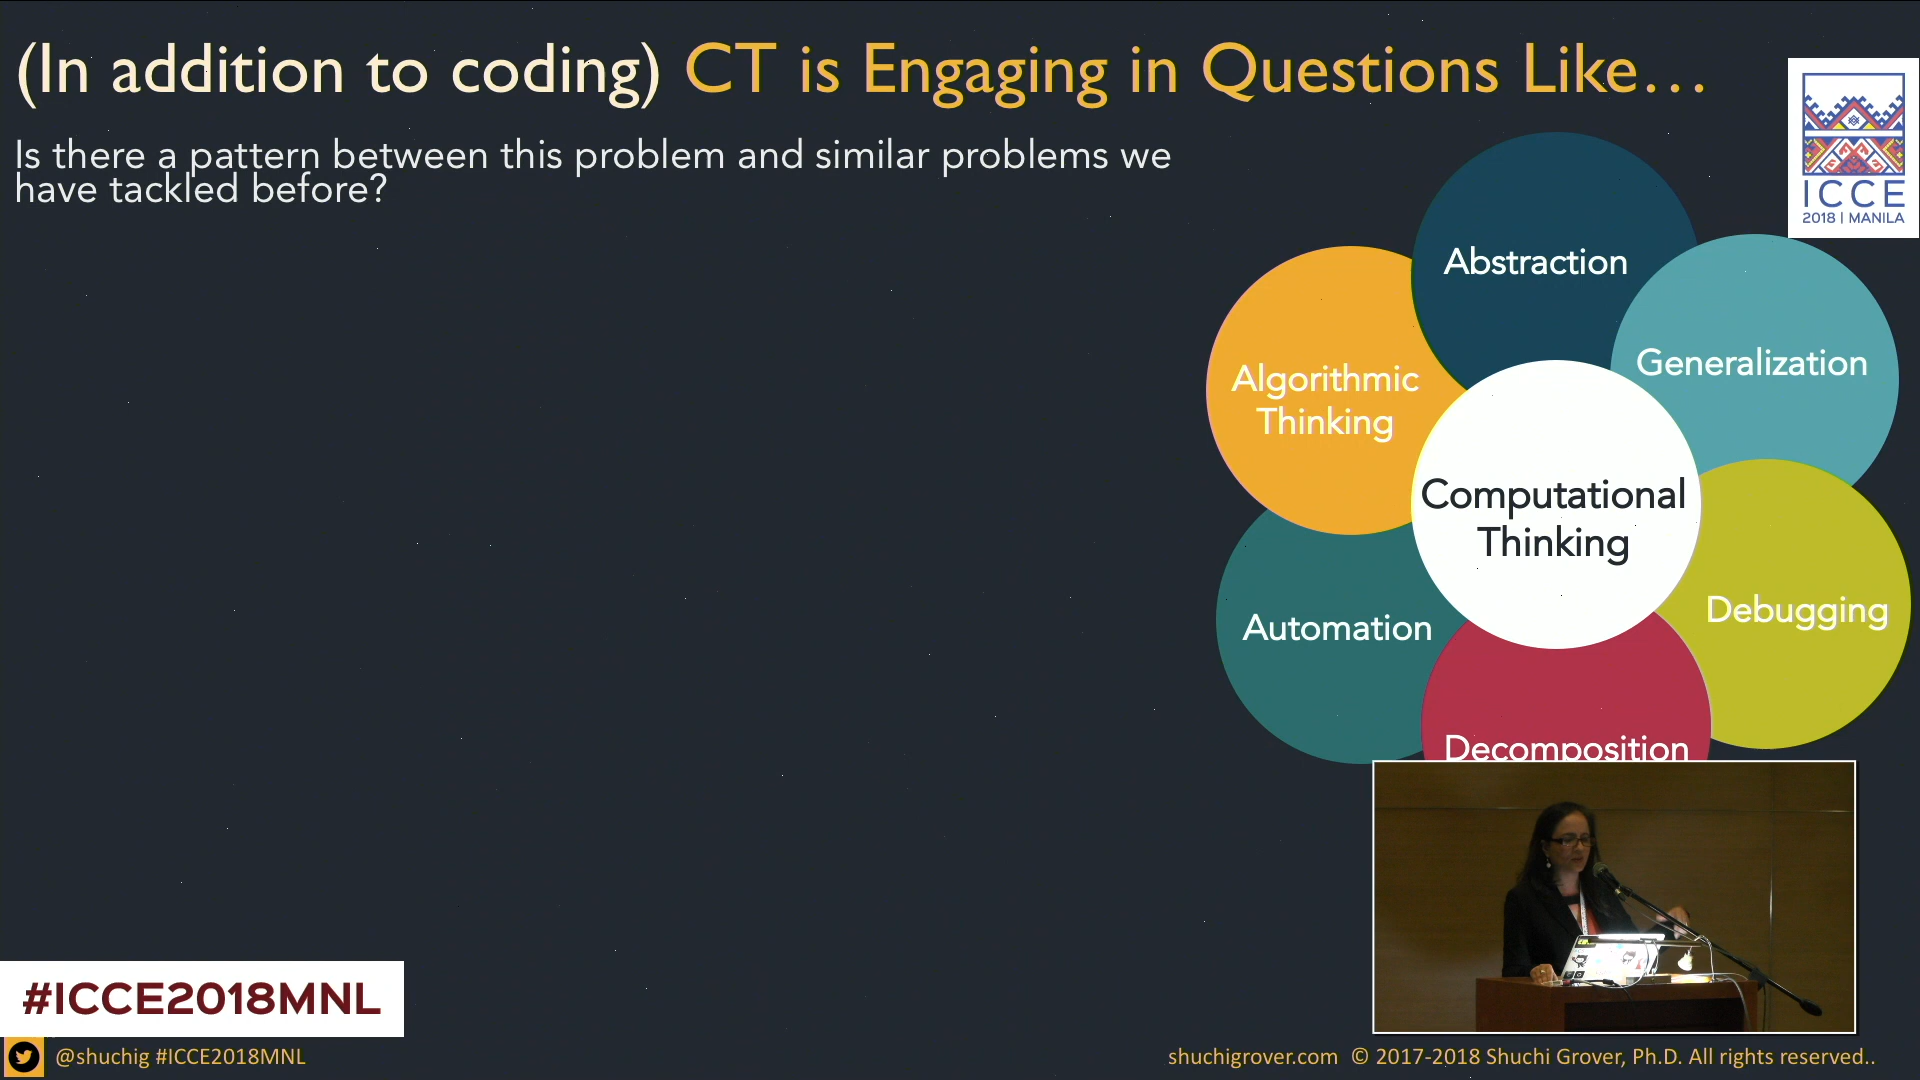 (In addition to coding) CT is Engaging in Questions Like…
Is there a pattern between this problem and similar problems we
have tackled before?
ICCE
2018 | MANILA
Abstraction
Generalization
Algorithmic
Thinking
Computational
Thinking
Debugging
Automation
Decomposition
#ICCE2018MNL
@shuchig #ICCE2018MNL
shuchigrover.com © 2017-2018 Shuchi Grover, Ph.D. All rights reserved..